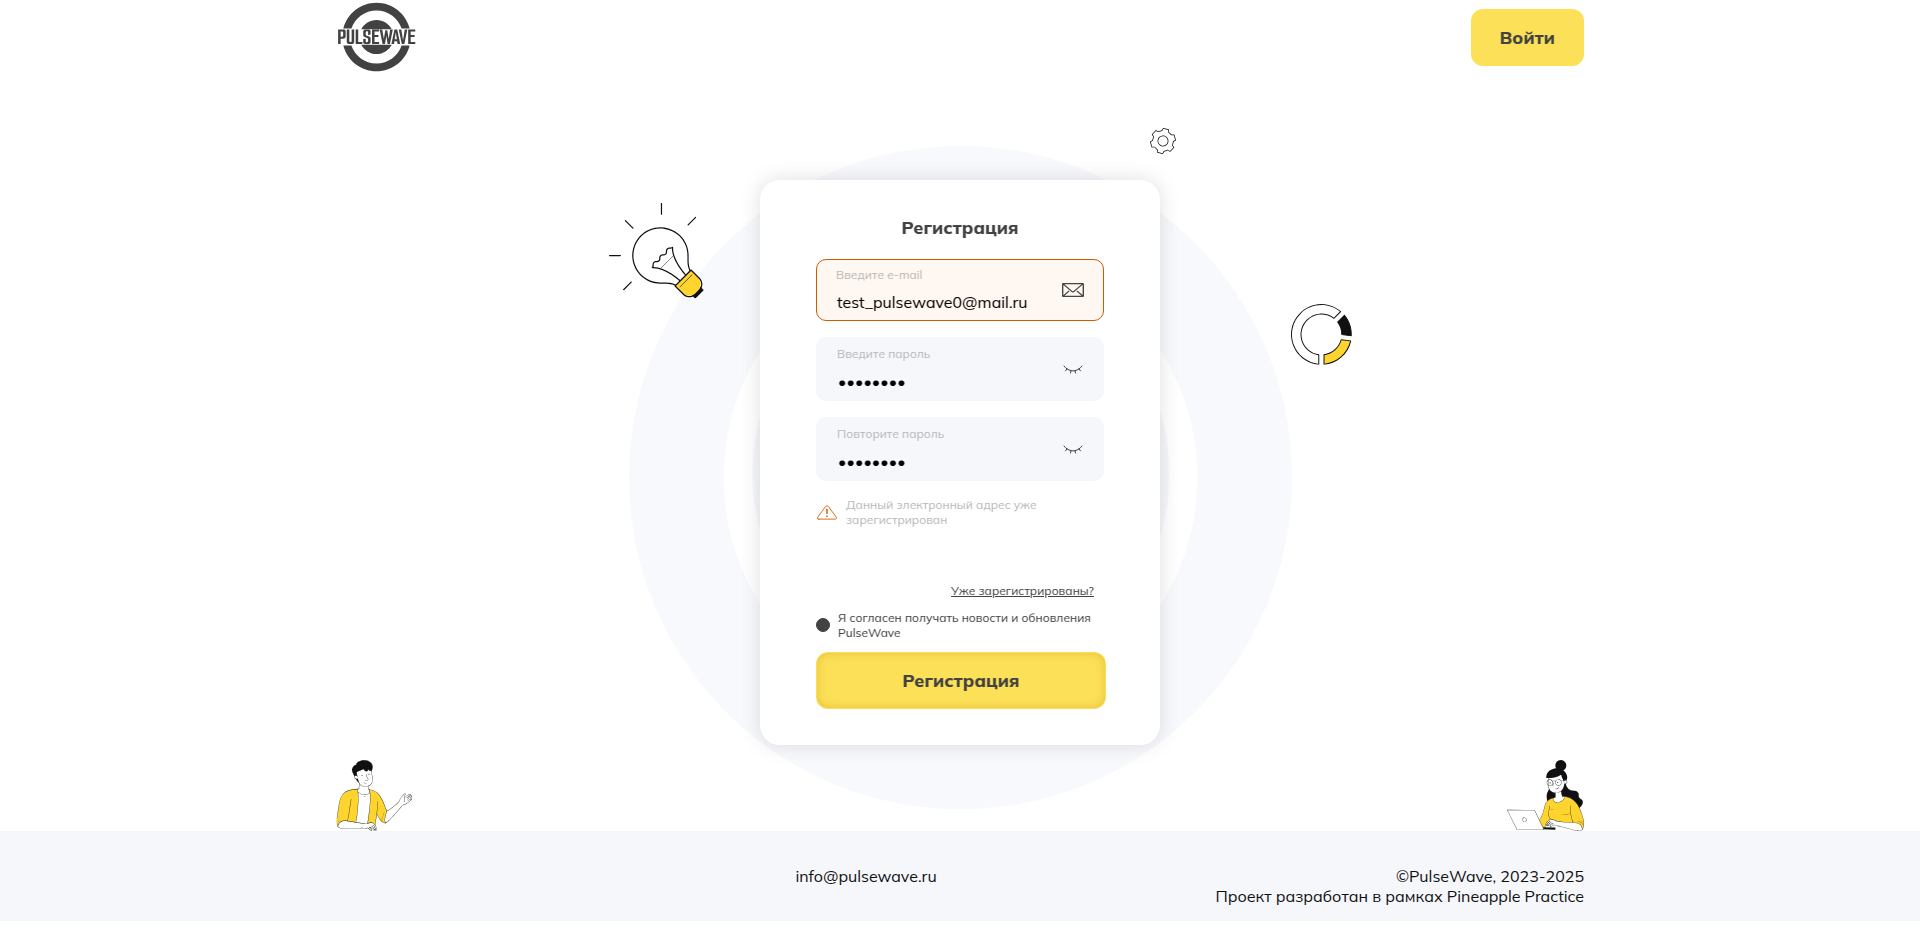 PULSEWAVE
Войти
Регистрация
Введите e-mail
test_pulsewave0@mail.ru
Введите пароль
••••••••
Повторите пароль
••••••••
Данный электронный адрес уже
зарегистрирован
Уже зарегистрированы?
Я согласен получать новости и обновления
PulseWave
Регистрация
info@pulsewave.ru
©PulseWave, 2023-2025
Проект разработан в рамках Pineapple Practice